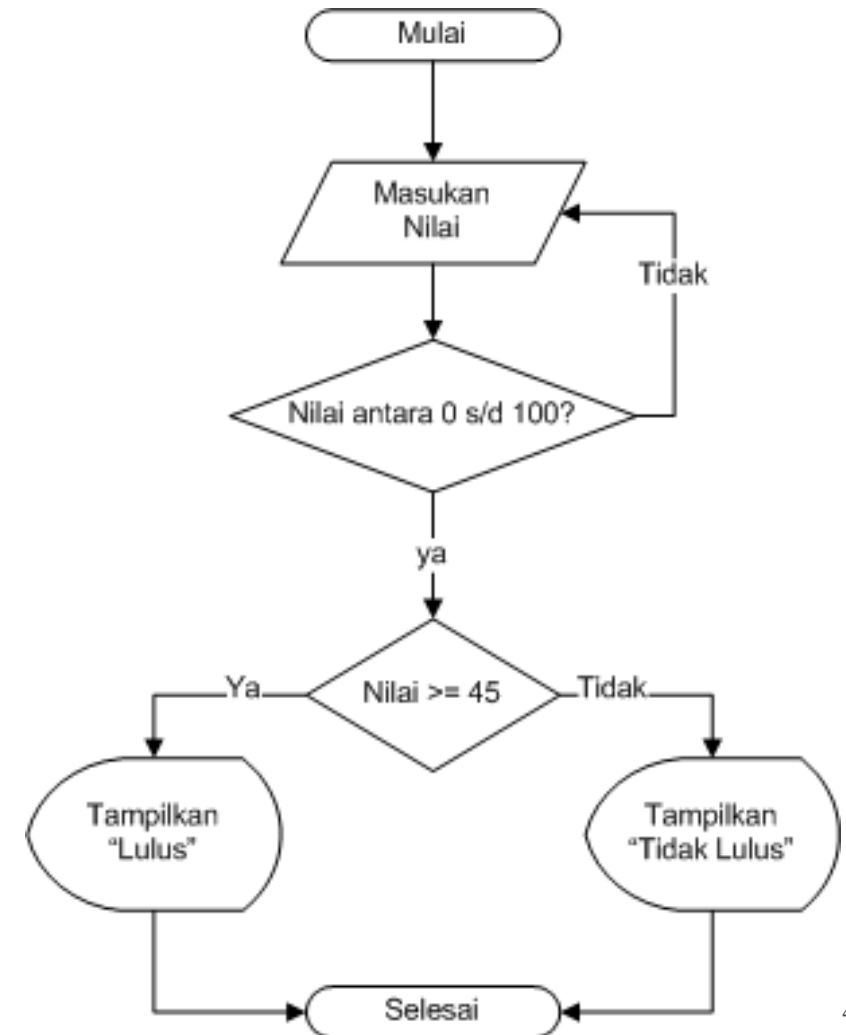 Mulai
Masukan
Nilai
Tidak
Nilai antara 0 s/d 100?
ya
Ya
Nilai >= 45
Tidak
Tampilkan
“Lulus”
Tampilkan
“Tidak Lulus”
Selesai